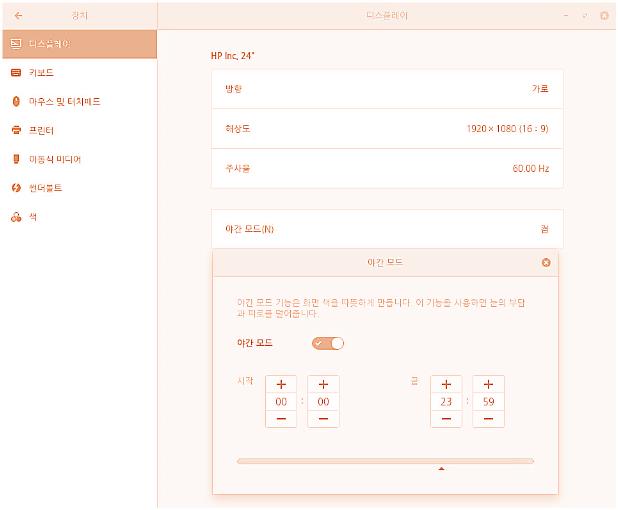 장치
디스플레이
디스플레이
키보드
마우스 및 터치패드
프린터
이동식 미디어
썬더볼트
색
HP Inc. 24"
방향 가로
해상도 1920 × 1080 (16 : 9)
주사율 60.00 Hz
야간 모드(N) 켬
야간 모드
야간 모드 기능은 화면 색을 따뜻하게 만듭니다. 이 기능을 사용하면 눈의 부담
과 피로를 덜어줍니다.
야간 모드
시작 00 : 00 끝 23 : 59